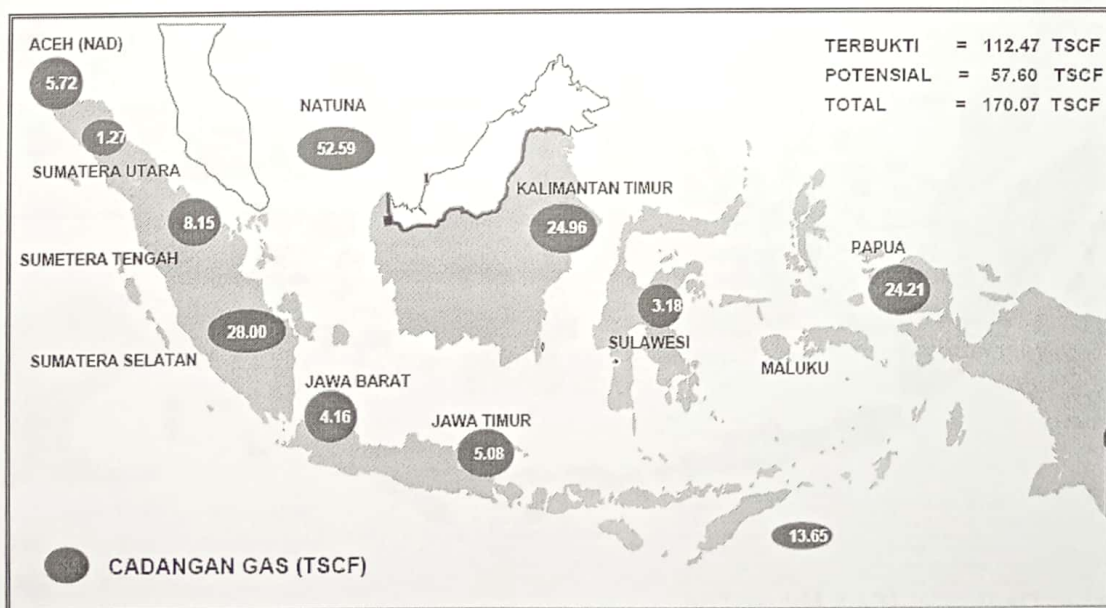 ACEH (NAD)
5.72
TERBUKTI = 112.47 TSCF
POTENSIAL = 57.60 TSCF
TOTAL = 170.07 TSCF
NATUNA
52.59
1.27
SUMATERA UTARA
KALIMANTAN TIMUR
24.96
8.15
SUMETERA TENGAH
PAPUA
24.21
3.18
SULAWESI
MALUKU
28.00
SUMATERA SELATAN
JAWA BARAT
4.16
JAWA TIMUR
5.08
13.65
CADANGAN GAS (TSCF)